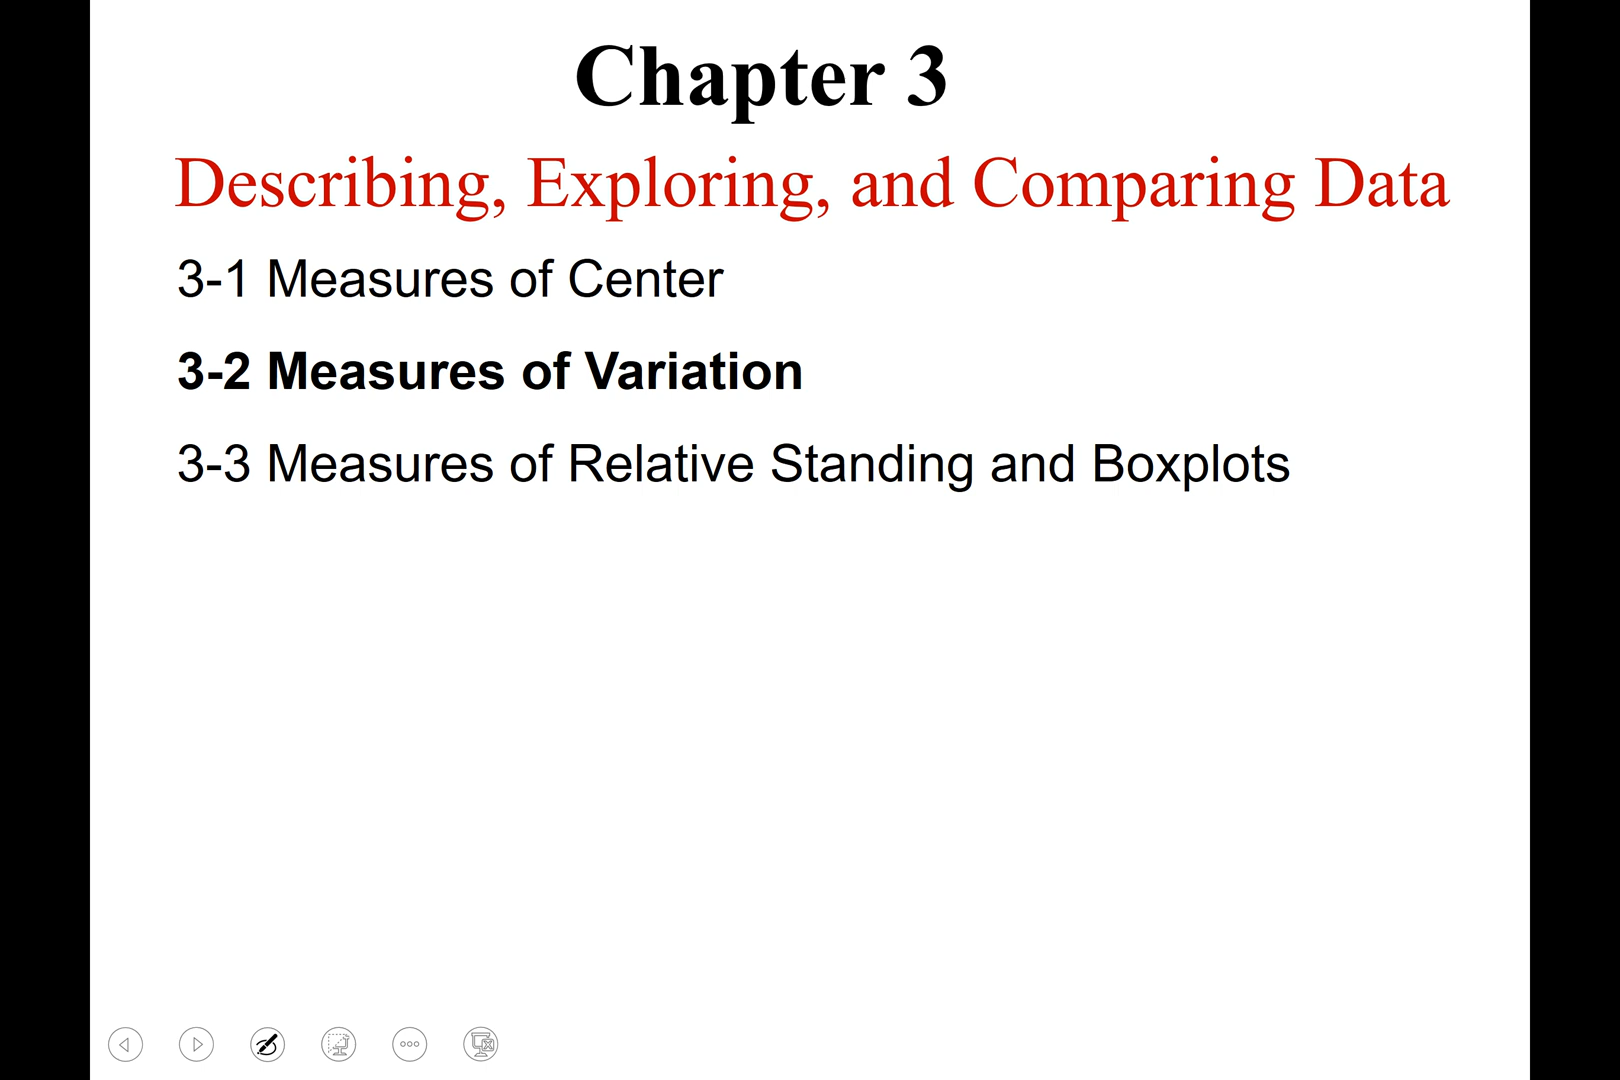 Chapter 3
Describing, Exploring, and Comparing Data
3-1 Measures of Center
3-2 Measures of Variation
3-3 Measures of Relative Standing and Boxplots